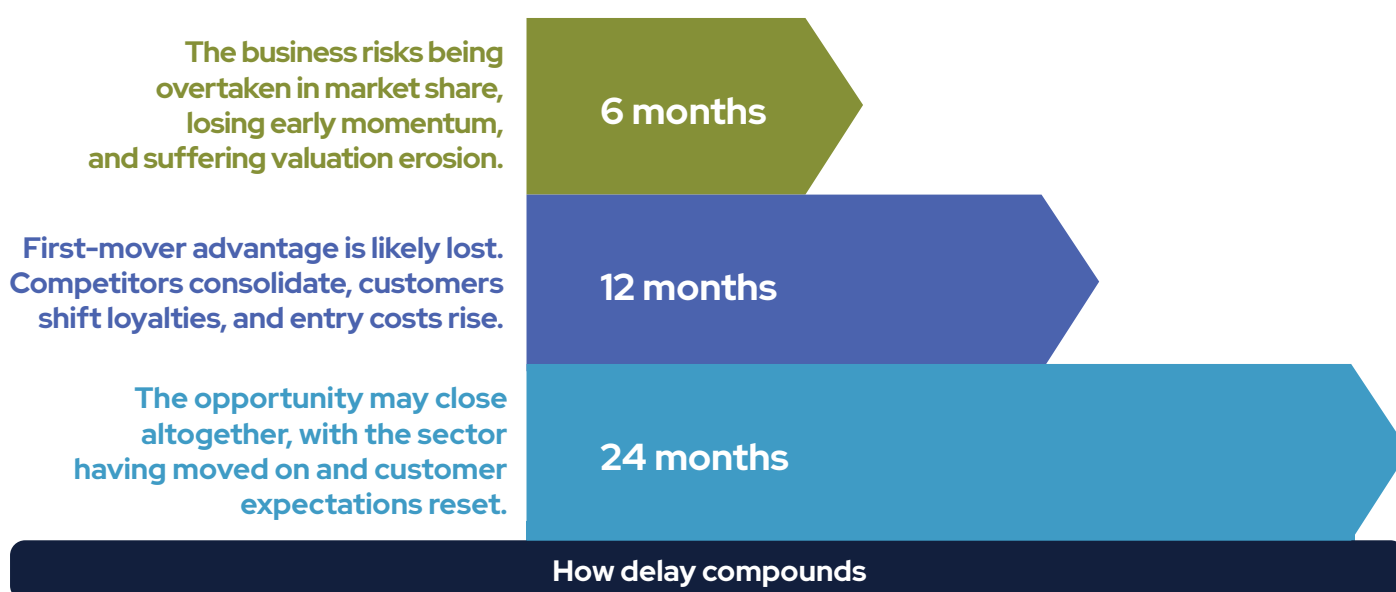 The business risks being
overtaken in market share,
losing early momentum,
and suffering valuation erosion.
6 months
First-mover advantage is likely lost.
Competitors consolidate, customers
shift loyalties, and entry costs rise.
12 months
The opportunity may close
altogether, with the sector
having moved on and customer
expectations reset.
24 months
How delay compounds